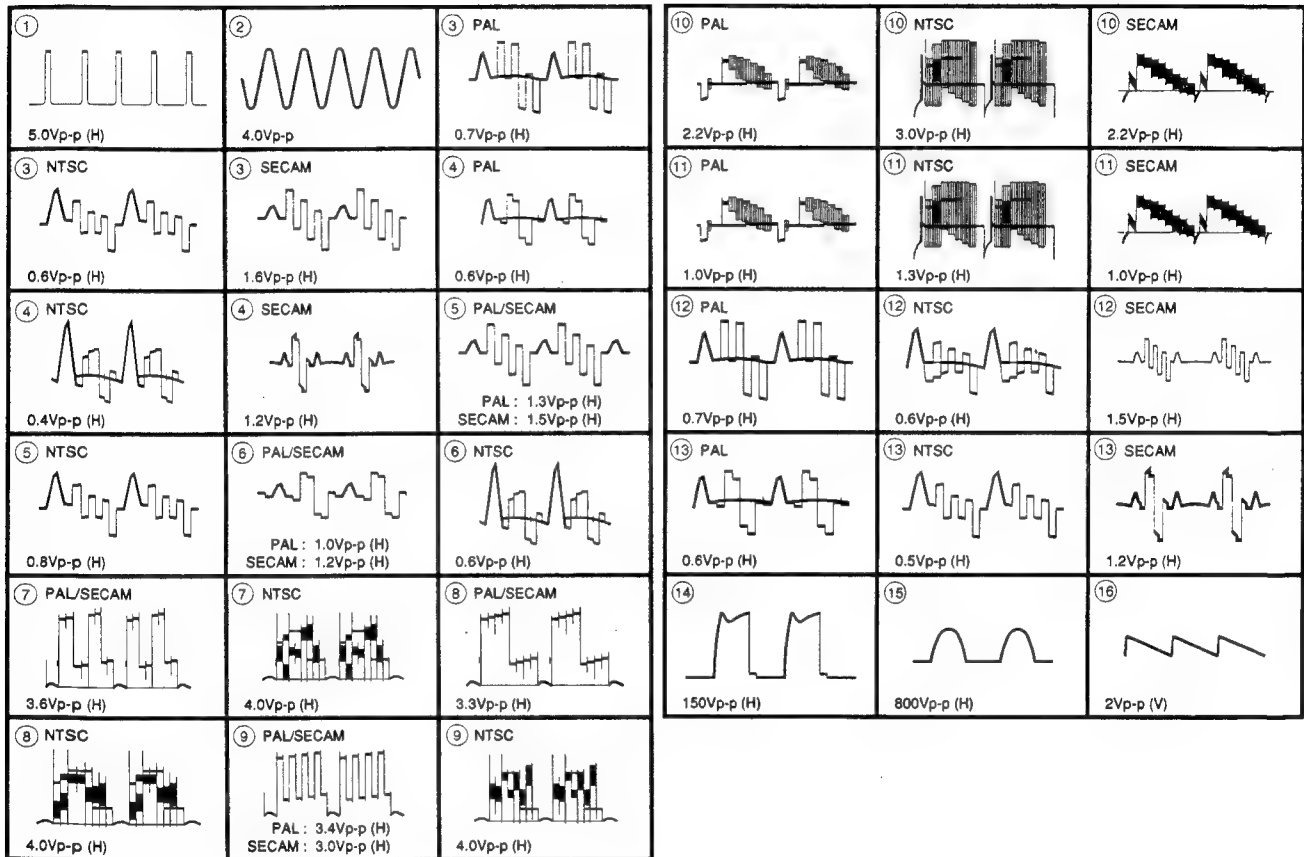 ① ② ③ PAL
5.0Vp-p (H) 4.0Vp-p 0.7Vp-p (H)
③ NTSC ③ SECAM ④ PAL
0.6Vp-p (H) 1.6Vp-p (H) 0.6Vp-p (H)
④ NTSC ④ SECAM ⑤ PAL/SECAM
PAL : 1.3Vp-p (H)
0.4Vp-p (H) 1.2Vp-p (H) SECAM : 1.5Vp-p (H)
⑤ NTSC ⑥ PAL/SECAM ⑥ NTSC
PAL : 1.0Vp-p (H)
0.8Vp-p (H) SECAM : 1.2Vp-p (H) 0.6Vp-p (H)
⑦ PAL/SECAM ⑦ NTSC ⑧ PAL/SECAM
3.6Vp-p (H) 4.0Vp-p (H) 3.3Vp-p (H)
⑧ NTSC ⑨ PAL/SECAM ⑨ NTSC
PAL : 3.4Vp-p (H)
4.0Vp-p (H) SECAM : 3.0Vp-p (H) 4.0Vp-p (H)
⑩ PAL ⑩ NTSC ⑩ SECAM
2.2Vp-p (H) 3.0Vp-p (H) 2.2Vp-p (H)
⑪ PAL ⑪ NTSC ⑪ SECAM
1.0Vp-p (H) 1.3Vp-p (H) 1.0Vp-p (H)
⑫ PAL ⑫ NTSC ⑫ SECAM
0.7Vp-p (H) 0.6Vp-p (H) 1.5Vp-p (H)
⑬ PAL ⑬ NTSC ⑬ SECAM
0.6Vp-p (H) 0.5Vp-p (H) 1.2Vp-p (H)
⑭ ⑮ ⑯
150Vp-p (H) 800Vp-p (H) 2Vp-p (V)